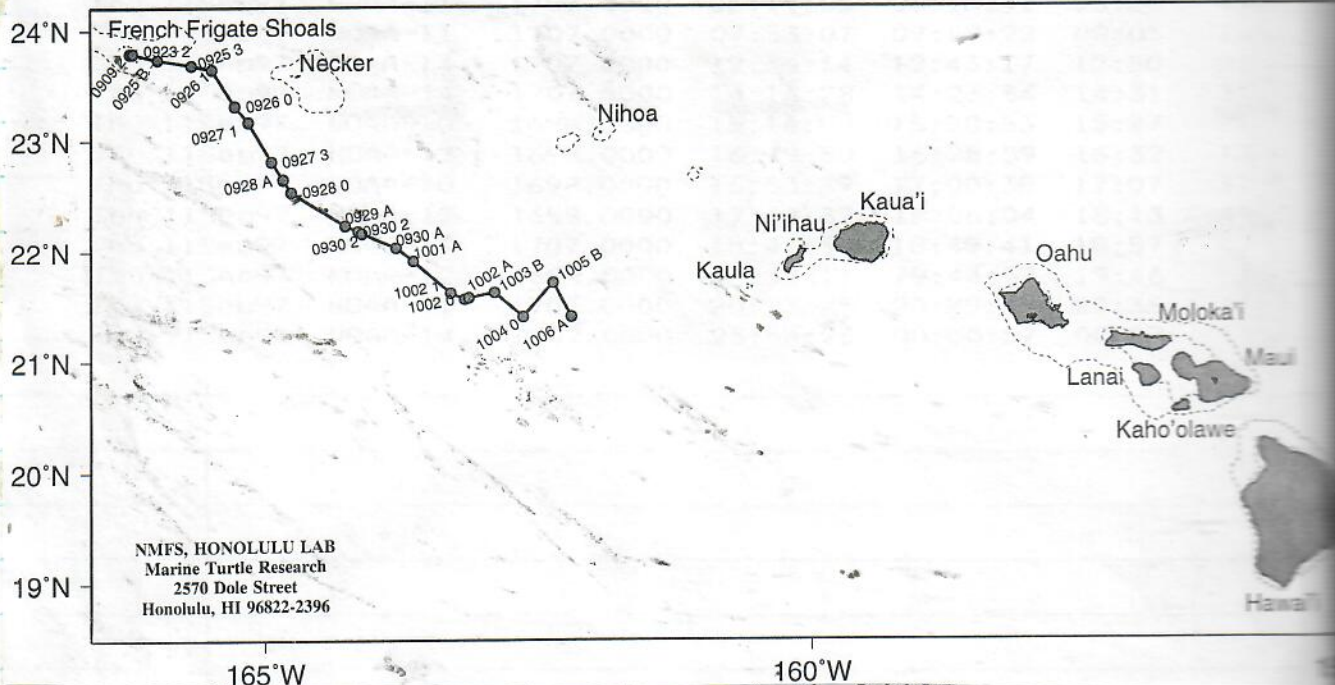 24°N
French Frigate Shoals
0923 2
0925 3
0925 B
0926 1
Necker
0926 0
0927 1
Nihoa
23°N
0927 3
0928 A
0928 0
0929 A
0930 2
0930 2
0930 A
1001 A
22°N
Kaua'i
Ni'ihau
Kaula
Oahu
1002 1
1002 0
1002 A
1003 B
1005 B
1004 0
1006 A
Moloka'i
21°N
Maui
Lanai
Kaho'olawe
20°N
NMFS, HONOLULU LAB
Marine Turtle Research
2570 Dole Street
Honolulu, HI 96822-2396
19°N
Hawai'i
165°W
160°W